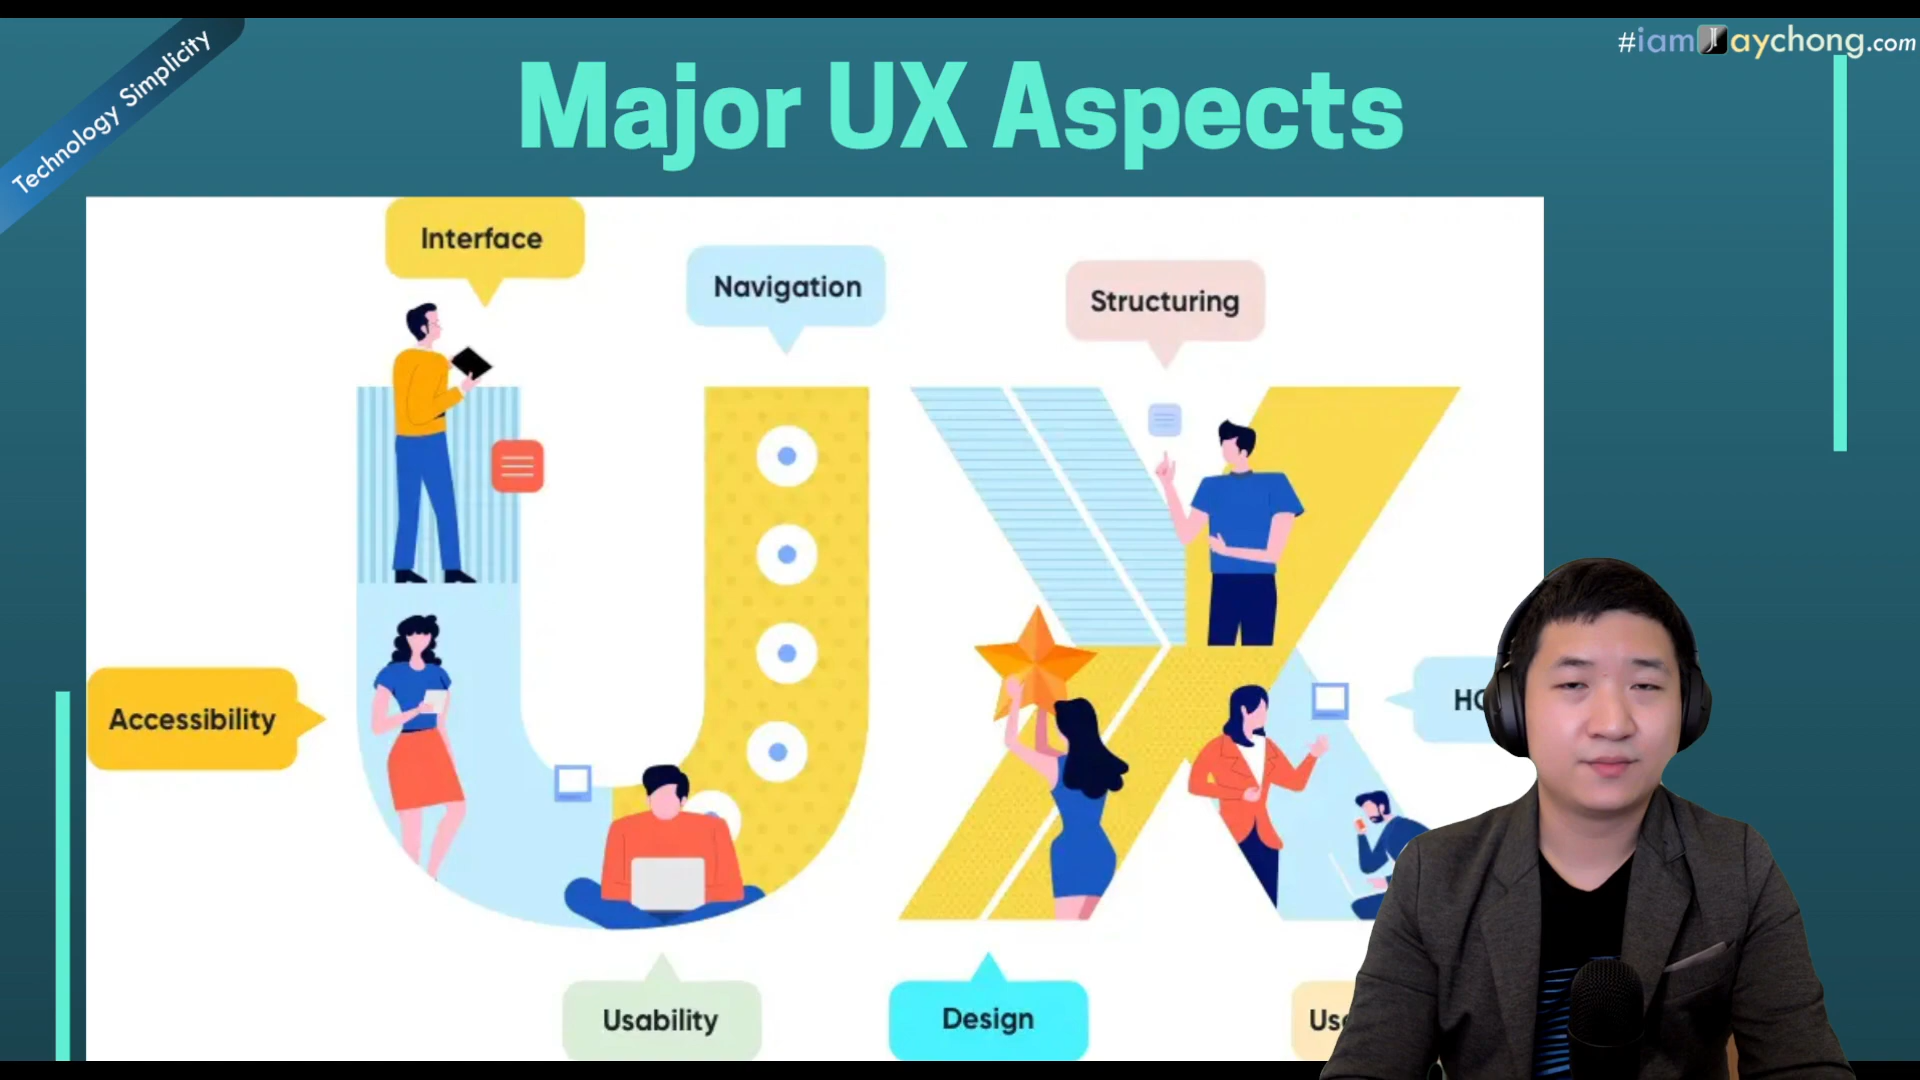 Technology Simplicity
#iamJaychong.com
Major UX Aspects
Interface
Navigation
Structuring
Accessibility
Usability
Design